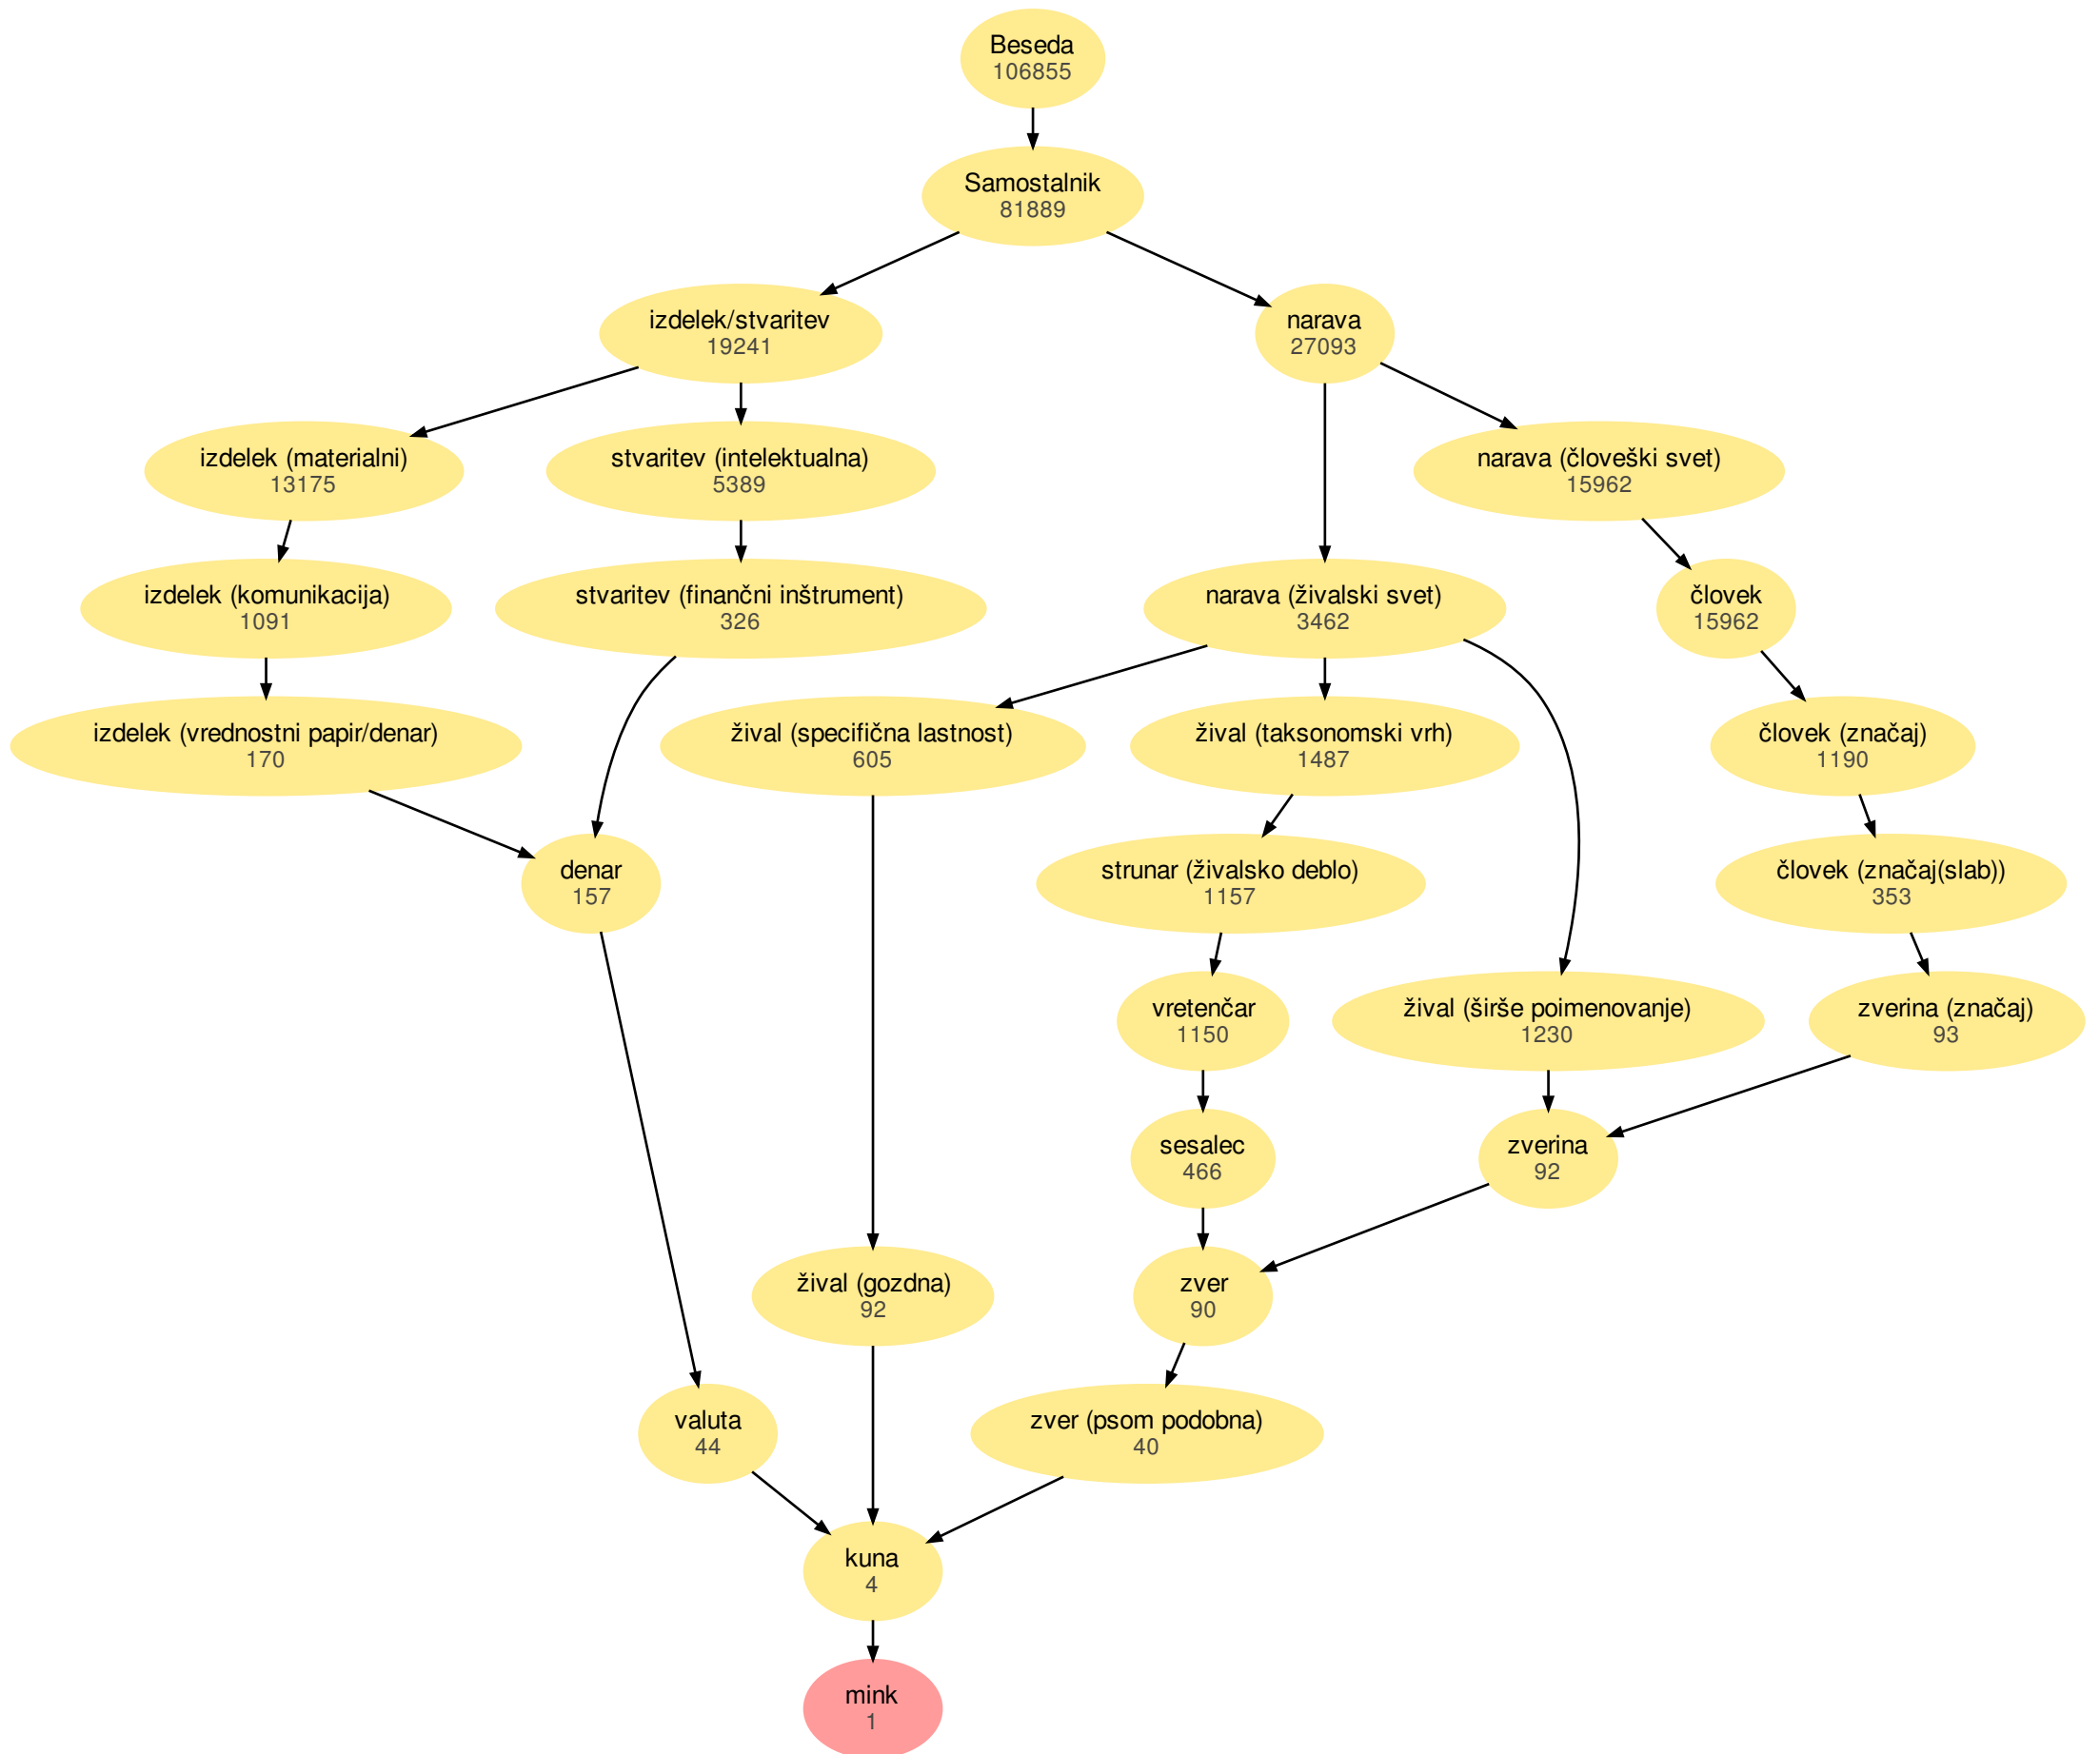 Beseda
106855
Samostalnik
81889
izdelek/stvaritev
19241
narava
27093
izdelek (materialni)
13175
stvaritev (intelektualna)
5389
narava (človeški svet)
15962
izdelek (komunikacija)
1091
stvaritev (finančni inštrument)
326
narava (živalski svet)
3462
človek
15962
izdelek (vrednostni papir/denar)
170
žival (specifična lastnost)
605
žival (taksonomski vrh)
1487
človek (značaj)
1190
denar
157
strunar (živalsko deblo)
1157
človek (značaj(slab))
353
vretenčar
1150
žival (širše poimenovanje)
1230
zverina (značaj)
93
sesalec
466
zverina
92
žival (gozdna)
92
zver
90
valuta
44
zver (psom podobna)
40
kuna
4
mink
1